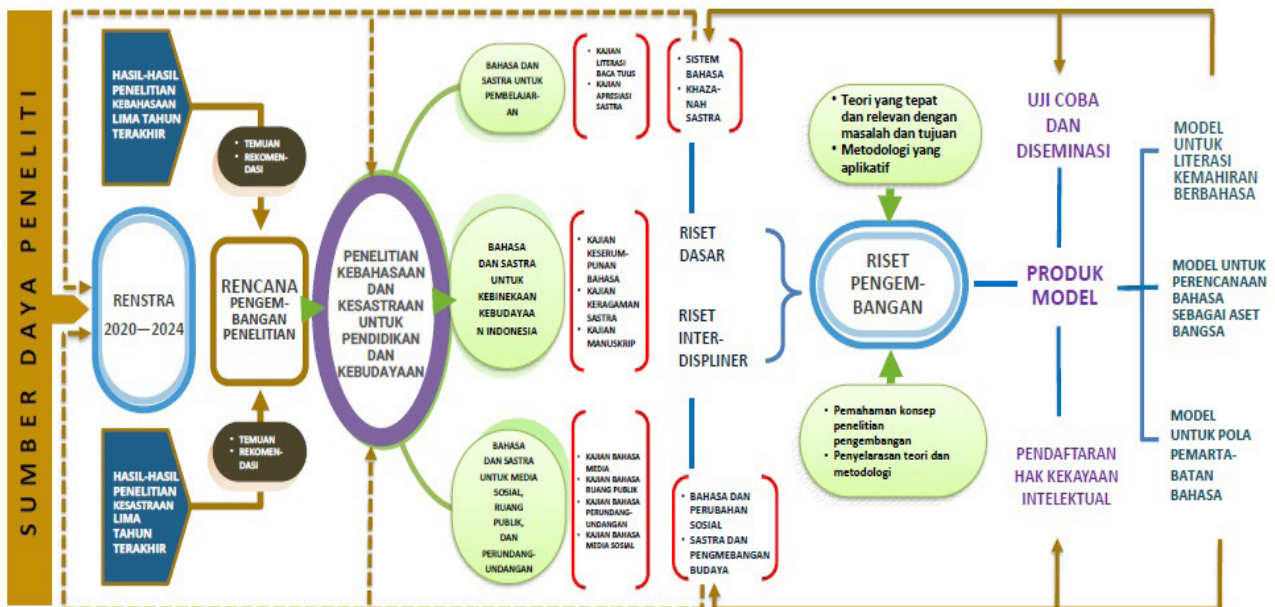 SUMBER DAYA PENELITI
HASIL-HASIL
PENELITIAN
KEBAHASAAN
LIMA TAHUN
TERAKHIR
• TEMUAN
• REKOMEN-
DASI
RENSTRA
2020—2024
RENCANA
PENGEM-
BANGAN
PENELITIAN
• TEMUAN
• REKOMEN-
DASI
HASIL-HASIL
PENELITIAN
KESASTRAAN
LIMA
TAHUN
TERAKHIR
PENELITIAN
KEBAHASAAN
DAN
KESASTRAAN
UNTUK
PENDIDIKAN
DAN
KEBUDAYAAN
BAHASA DAN
SASTRA UNTUK
PEMBELAJAR-
AN
• KAJIAN
LITERASI
BACA TULIS
• KAJIAN
APRESIASI
SASTRA
BAHASA
DAN SASTRA
UNTUK
KEBINEKAAN
KEBUDAYAA
N INDONESIA
• KAJIAN
KESERUM-
PUNAN
BAHASA
• KAJIAN
KERAGAMAN
SASTRA
• KAJIAN
MANUSKRIP
BAHASA
DAN SASTRA
UNTUK MEDIA
SOSIAL,
RUANG
PUBLIK,
DAN
PERUNDANG-
UNDANGAN
• KAJIAN BAHASA
MEDIA
• KAJIAN BAHASA
RUANG PUBLIK
• KAJIAN BAHASA
PERUNDANG-
UNDANGAN
• KAJIAN BAHASA
MEDIA SOSIAL
• SISTEM
BAHASA
• KHAZA-
NAH
SASTRA
RISET
DASAR
RISET
INTER-
DISPLINER
• BAHASA DAN
PERUBAHAN
SOSIAL
• SASTRA DAN
PENGMEBANGAN
BUDAYA
• Teori yang tepat
dan relevan dengan
masalah dan tujuan
• Metodologi yang
aplikatif
RISET
PENGEM-
BANGAN
• Pemahaman konsep
penelitian
pengembangan
• Penyelarasan teori dan
metodologi
UJI COBA
DAN
DISEMINASI
PRODUK
MODEL
PENDAFTARAN
HAK KEKAYAAN
INTELEKTUAL
MODEL
UNTUK
LITERASI
KEMAHIRAN
BERBAHASA
MODEL UNTUK
PERENCANAAN
BAHASA
SEBAGAI ASET
BANGSA
MODEL
UNTUK POLA
PEMARTA-
BATAN
BAHASA